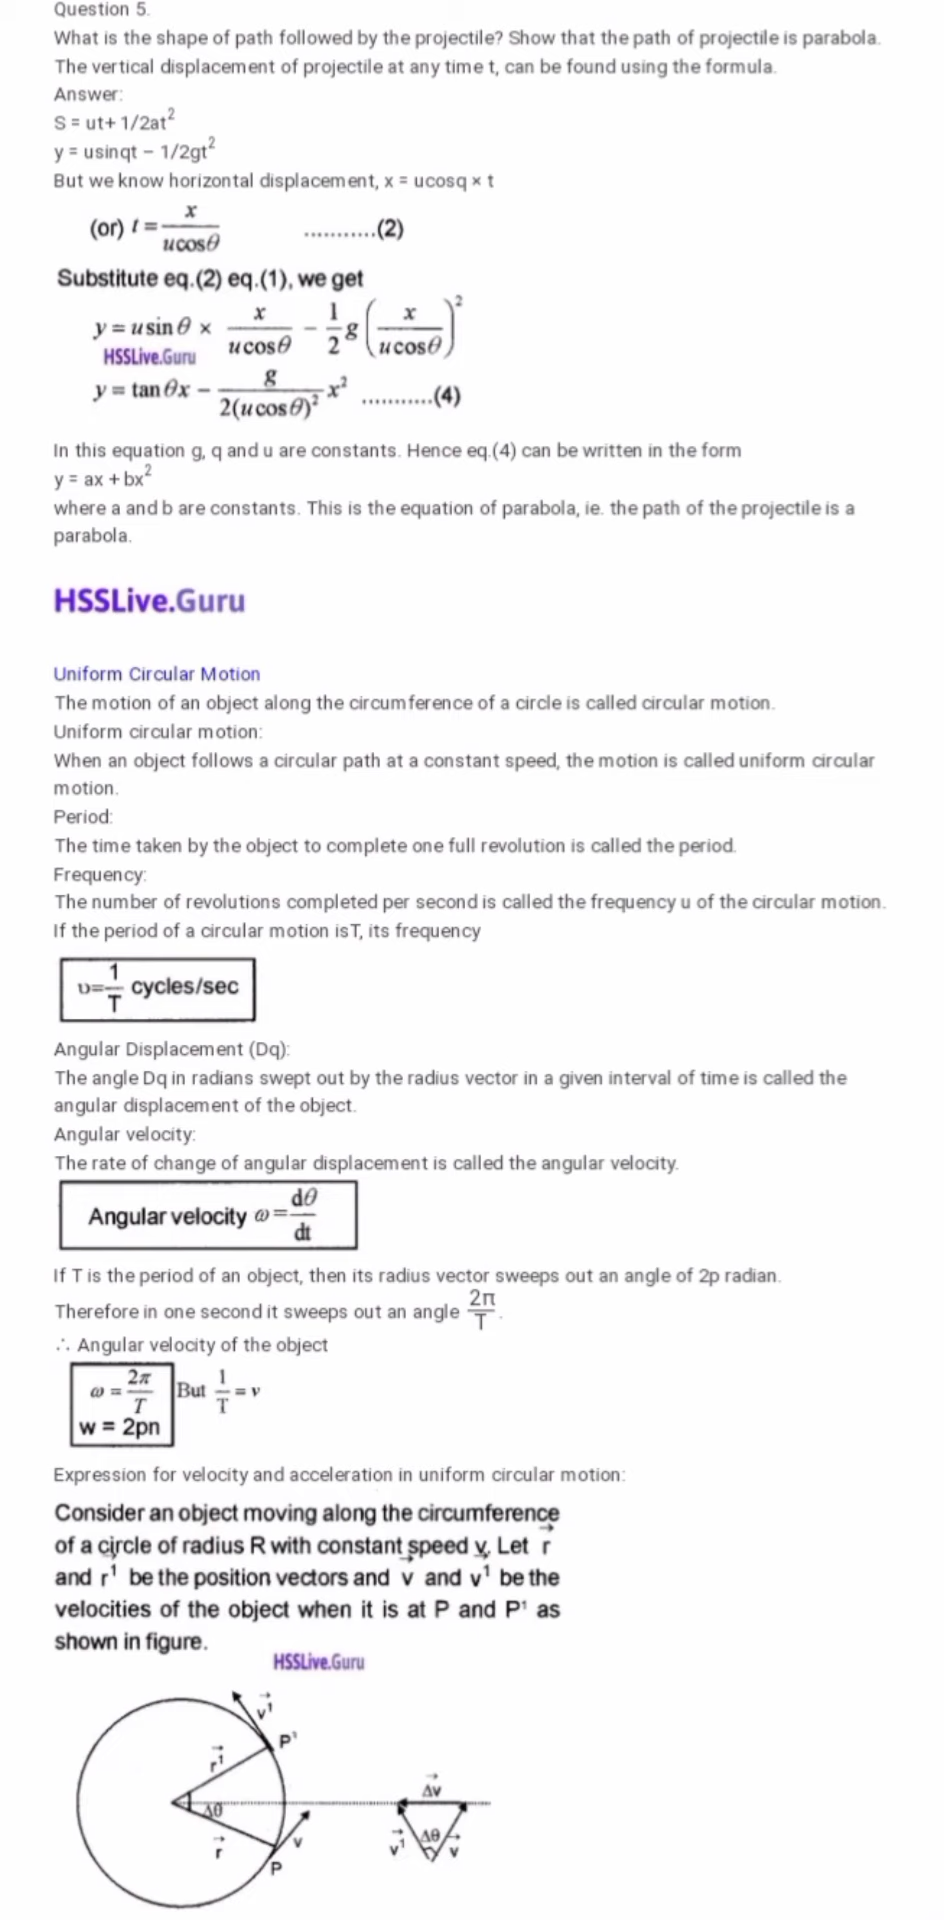 Question 5.
What is the shape of path followed by the projectile? Show that the path of projectile is parabola.
The vertical displacement of projectile at any time t, can be found using the formula.
Answer:
S = ut+ 1/2at²
y = usinqt – 1/2gt²
But we know horizontal displacement, x = ucosq × t
(or) t = x/ucosθ ...........(2)
Substitute eq.(2) eq.(1), we get
y = u sin θ × x/ucosθ − 1/2 g (x/ucosθ)²
HSSLive.Guru
y = tan θx − g/2(u cos θ)² x² ...........(4)
In this equation g, q and u are constants. Hence eq.(4) can be written in the form
y = ax + bx²
where a and b are constants. This is the equation of parabola, ie. the path of the projectile is a
parabola.
HSSLive.Guru
Uniform Circular Motion
The motion of an object along the circumference of a circle is called circular motion.
Uniform circular motion:
When an object follows a circular path at a constant speed, the motion is called uniform circular
motion.
Period:
The time taken by the object to complete one full revolution is called the period.
Frequency:
The number of revolutions completed per second is called the frequency u of the circular motion.
If the period of a circular motion is T, its frequency
υ=1/T cycles/sec
Angular Displacement (Dq):
The angle Dq in radians swept out by the radius vector in a given interval of time is called the
angular displacement of the object.
Angular velocity:
The rate of change of angular displacement is called the angular velocity.
Angular velocity ω = dθ/dt
If T is the period of an object, then its radius vector sweeps out an angle of 2p radian.
Therefore in one second it sweeps out an angle 2π/T.
∴ Angular velocity of the object
ω = 2π/T But 1/T = ν
w = 2pn
Expression for velocity and acceleration in uniform circular motion:
Consider an object moving along the circumference
of a circle of radius R with constant speed v. Let r⃗
and r⃗¹ be the position vectors and v⃗ and v⃗¹ be the
velocities of the object when it is at P and P¹ as
shown in figure.
HSSLive.Guru
v⃗¹
P¹
r⃗¹
Δθ
r⃗
v
P
Δv⃗
v⃗¹
Δθ
v⃗